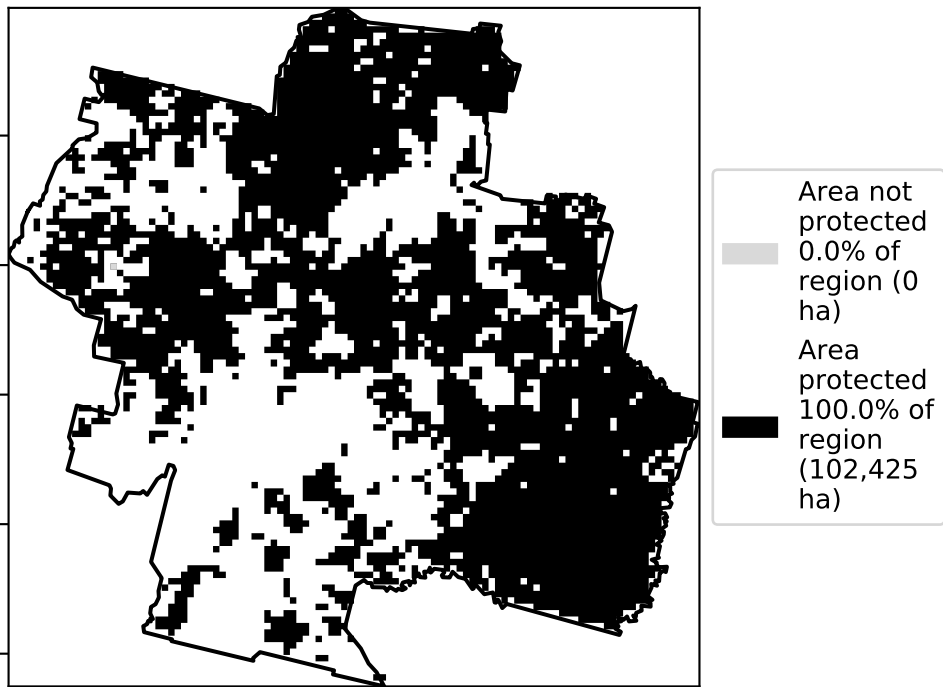 Area not
protected
0.0% of
region (0
ha)
Area
protected
100.0% of
region
(102,425
ha)